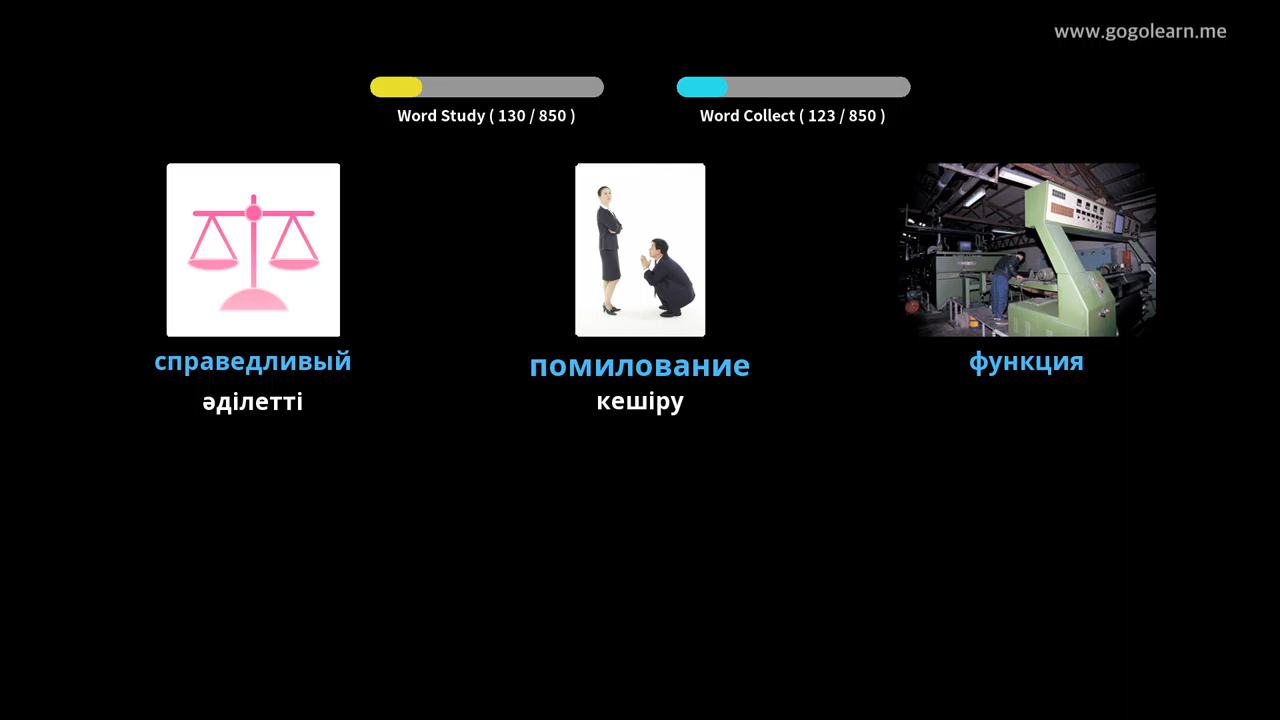 www.gogolearn.me
Word Study ( 130 / 850 )
Word Collect ( 123 / 850 )
справедливый
помилование
функция
әділетті
кешіру